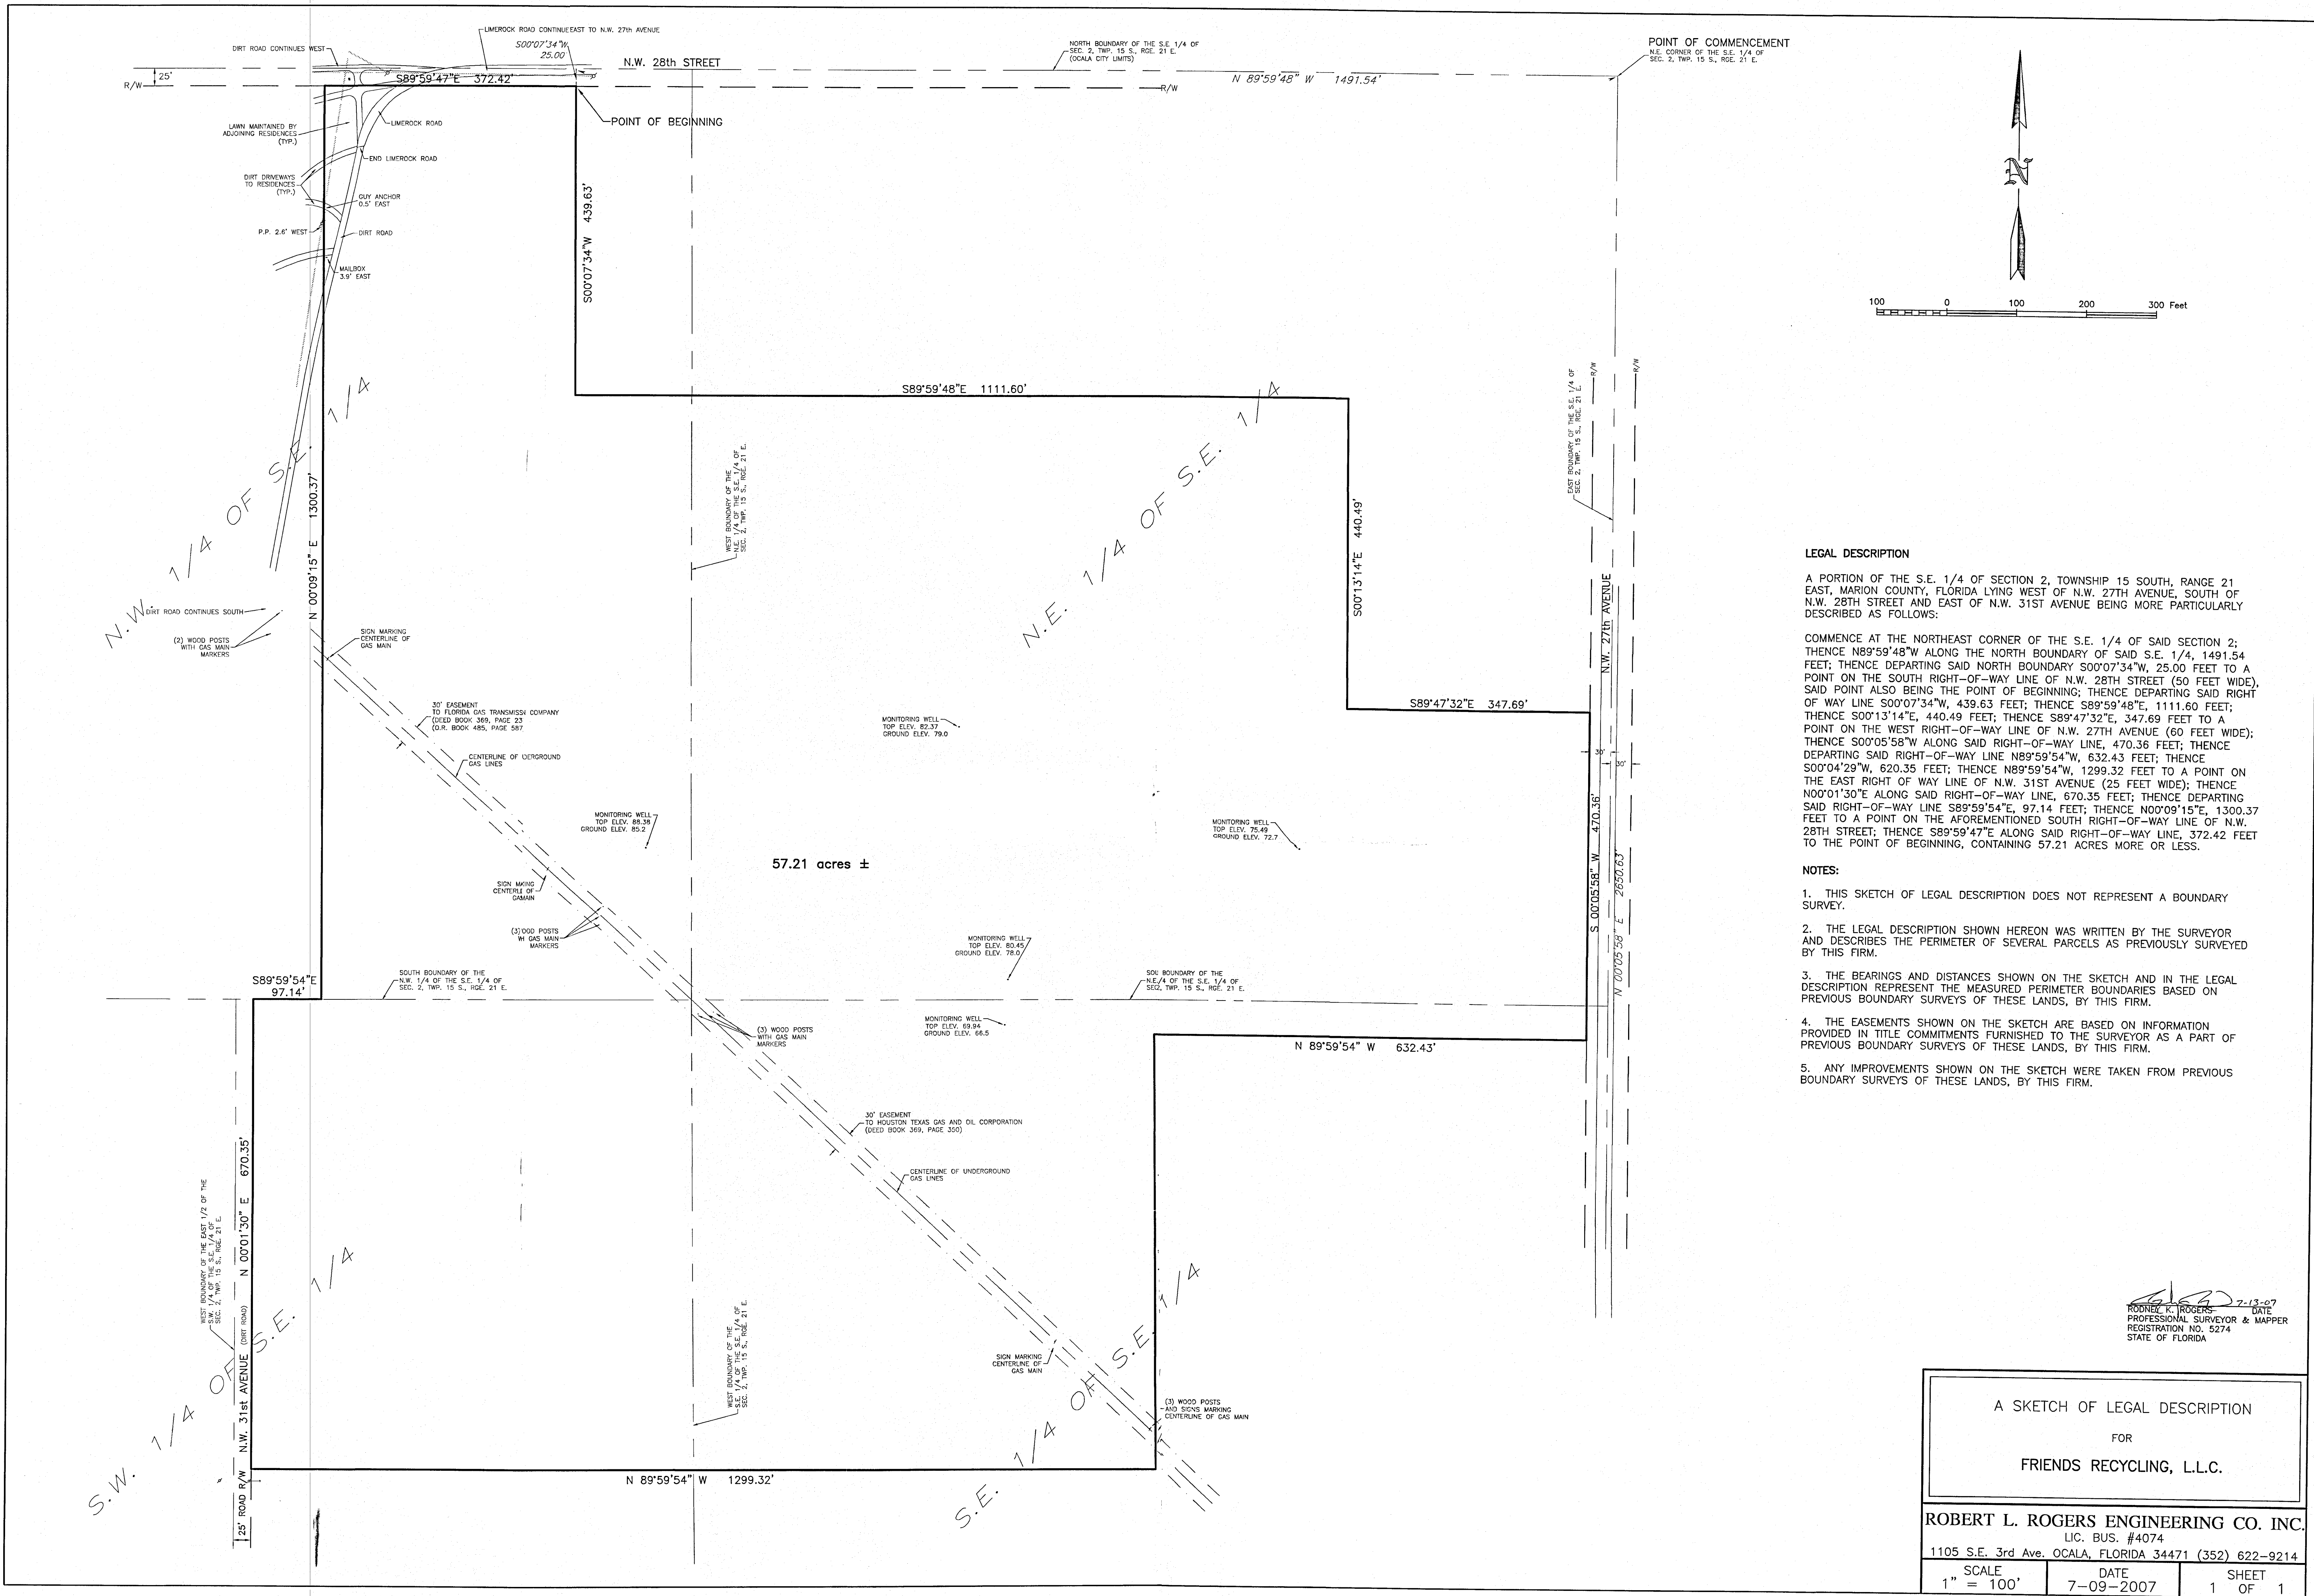 LIMEROCK ROAD CONTINUEEAST TO N.W. 27th AVENUE
DIRT ROAD CONTINUES WEST
S00°07'34"W
25.00
N.W. 28th STREET
NORTH BOUNDARY OF THE S.E. 1/4 OF
SEC. 2, TWP. 15 S., RGE. 21 E.
(OCALA CITY LIMITS)
N 89°59'48" W 1491.54'
POINT OF COMMENCEMENT
N.E. CORNER OF THE S.E. 1/4 OF
SEC. 2, TWP. 15 S., RGE. 21 E.
25'
R/W
S89°59'47"E 372.42'
R/W
POINT OF BEGINNING
LAWN MAINTAINED BY
ADJOINING RESIDENCES
(TYP.)
LIMEROCK ROAD
END LIMEROCK ROAD
DIRT DRIVEWAYS
TO RESIDENCES
(TYP.)
GUY ANCHOR
0.5' EAST
P.P. 2.6' WEST
DIRT ROAD
MAILBOX
3.9' EAST
S00°07'34"W 439.63'
N
100 0 100 200 300 Feet
S89°59'48"E 1111.60'
N.W. 1/4 OF S.E. 1/4
N.E. 1/4 OF S.E. 1/4
N 00°09'15" E 1300.37'
WEST BOUNDARY OF THE
N.E. 1/4 OF THE S.E. 1/4 OF
SEC. 2, TWP. 15 S., RGE. 21 E.
S00°13'14"E 440.49'
EAST BOUNDARY OF THE S.E. 1/4 OF
SEC. 2, TWP. 15 S., RGE. 21 E.
R/W
R/W
N.W. 27th AVENUE
DIRT ROAD CONTINUES SOUTH
(2) WOOD POSTS
WITH GAS MAIN
MARKERS
SIGN MARKING
CENTERLINE OF
GAS MAIN
30' EASEMENT
TO FLORIDA GAS TRANSMISSN COMPANY
(DEED BOOK 369, PAGE 23
(O.R. BOOK 485, PAGE 587
CENTERLINE OF DERGROUND
GAS LINES
MONITORING WELL
TOP ELEV. 82.37
GROUND ELEV. 79.0
S89°47'32"E 347.69'
30'
30'
MONITORING WELL
TOP ELEV. 88.38
GROUND ELEV. 85.2
MONITORING WELL
TOP ELEV. 75.49
GROUND ELEV. 72.7
57.21 acres ±
S 00°05'58" W 470.36'
N 00°05'58" E 2650.63'
SIGN MKING
CENTERLI OF
GAMAIN
(3)OOD POSTS
WH GAS MAIN
MARKERS
MONITORING WELL
TOP ELEV. 80.45
GROUND ELEV. 78.0
S89°59'54"E
97.14'
SOUTH BOUNDARY OF THE
N.W. 1/4 OF THE S.E. 1/4 OF
SEC. 2, TWP. 15 S., RGE. 21 E.
SOU BOUNDARY OF THE
N.E./4 OF THE S.E. 1/4 OF
SEC2, TWP. 15 S., RGE. 21 E.
MONITORING WELL
TOP ELEV. 69.94
GROUND ELEV. 66.5
(3) WOOD POSTS
WITH GAS MAIN
MARKERS
N 89°59'54" W 632.43'
30' EASEMENT
TO HOUSTON TEXAS GAS AND OIL CORPORATION
(DEED BOOK 369, PAGE 350)
CENTERLINE OF UNDERGROUND
GAS LINES
WEST BOUNDARY OF THE EAST 1/2 OF THE
S.W. 1/4 OF THE S.E. 1/4 OF
SEC. 2, TWP. 15 S., RGE. 21 E.
N 00°01'30" E 670.35'
N.W. 31st AVENUE (DIRT ROAD)
25' ROAD R/W
S.W. 1/4 OF S.E. 1/4
WEST BOUNDARY OF THE
S.E. 1/4 OF THE S.E. 1/4 OF
SEC. 2, TWP. 15 S., RGE. 21 E.
SIGN MARKING
CENTERLINE OF
GAS MAIN
S.E. 1/4 OF S.E. 1/4
(3) WOOD POSTS
AND SIGNS MARKING
CENTERLINE OF GAS MAIN
N 89°59'54" W 1299.32'
LEGAL DESCRIPTION
A PORTION OF THE S.E. 1/4 OF SECTION 2, TOWNSHIP 15 SOUTH, RANGE 21
EAST, MARION COUNTY, FLORIDA LYING WEST OF N.W. 27TH AVENUE, SOUTH OF
N.W. 28TH STREET AND EAST OF N.W. 31ST AVENUE BEING MORE PARTICULARLY
DESCRIBED AS FOLLOWS:
COMMENCE AT THE NORTHEAST CORNER OF THE S.E. 1/4 OF SAID SECTION 2;
THENCE N89°59'48"W ALONG THE NORTH BOUNDARY OF SAID S.E. 1/4, 1491.54
FEET; THENCE DEPARTING SAID NORTH BOUNDARY S00°07'34"W, 25.00 FEET TO A
POINT ON THE SOUTH RIGHT-OF-WAY LINE OF N.W. 28TH STREET (50 FEET WIDE),
SAID POINT ALSO BEING THE POINT OF BEGINNING; THENCE DEPARTING SAID RIGHT
OF WAY LINE S00°07'34"W, 439.63 FEET; THENCE S89°59'48"E, 1111.60 FEET;
THENCE S00°13'14"E, 440.49 FEET; THENCE S89°47'32"E, 347.69 FEET TO A
POINT ON THE WEST RIGHT-OF-WAY LINE OF N.W. 27TH AVENUE (60 FEET WIDE);
THENCE S00°05'58"W ALONG SAID RIGHT-OF-WAY LINE, 470.36 FEET; THENCE
DEPARTING SAID RIGHT-OF-WAY LINE N89°59'54"W, 632.43 FEET; THENCE
S00°04'29"W, 620.35 FEET; THENCE N89°59'54"W, 1299.32 FEET TO A POINT ON
THE EAST RIGHT OF WAY LINE OF N.W. 31ST AVENUE (25 FEET WIDE); THENCE
N00°01'30"E ALONG SAID RIGHT-OF-WAY LINE, 670.35 FEET; THENCE DEPARTING
SAID RIGHT-OF-WAY LINE S89°59'54"E, 97.14 FEET; THENCE N00°09'15"E, 1300.37
FEET TO A POINT ON THE AFOREMENTIONED SOUTH RIGHT-OF-WAY LINE OF N.W.
28TH STREET; THENCE S89°59'47"E ALONG SAID RIGHT-OF-WAY LINE, 372.42 FEET
TO THE POINT OF BEGINNING, CONTAINING 57.21 ACRES MORE OR LESS.
NOTES:
1. THIS SKETCH OF LEGAL DESCRIPTION DOES NOT REPRESENT A BOUNDARY
SURVEY.
2. THE LEGAL DESCRIPTION SHOWN HEREON WAS WRITTEN BY THE SURVEYOR
AND DESCRIBES THE PERIMETER OF SEVERAL PARCELS AS PREVIOUSLY SURVEYED
BY THIS FIRM.
3. THE BEARINGS AND DISTANCES SHOWN ON THE SKETCH AND IN THE LEGAL
DESCRIPTION REPRESENT THE MEASURED PERIMETER BOUNDARIES BASED ON
PREVIOUS BOUNDARY SURVEYS OF THESE LANDS, BY THIS FIRM.
4. THE EASEMENTS SHOWN ON THE SKETCH ARE BASED ON INFORMATION
PROVIDED IN TITLE COMMITMENTS FURNISHED TO THE SURVEYOR AS A PART OF
PREVIOUS BOUNDARY SURVEYS OF THESE LANDS, BY THIS FIRM.
5. ANY IMPROVEMENTS SHOWN ON THE SKETCH WERE TAKEN FROM PREVIOUS
BOUNDARY SURVEYS OF THESE LANDS, BY THIS FIRM.
7-13-07
RODNEY K. ROGERS DATE
PROFESSIONAL SURVEYOR & MAPPER
REGISTRATION NO. 5274
STATE OF FLORIDA
A SKETCH OF LEGAL DESCRIPTION
FOR
FRIENDS RECYCLING, L.L.C.
ROBERT L. ROGERS ENGINEERING CO. INC.
LIC. BUS. #4074
1105 S.E. 3rd Ave. OCALA, FLORIDA 34471 (352) 622-9214
SCALE DATE SHEET
1" = 100' 7-09-2007 1 OF 1